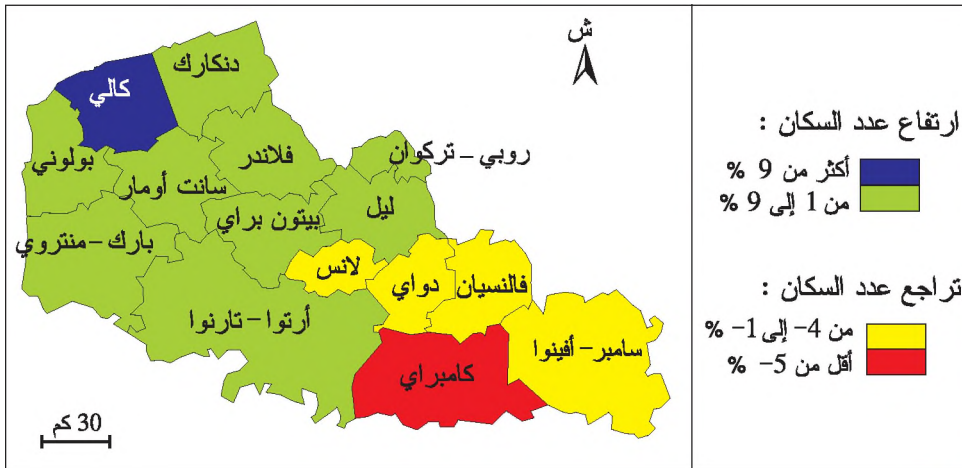 ش
دنكارك
كالي
بولوني
فلاندر
روبي - تركوان
سانت أومار
ليل
بيتون براي
بارك - منتروي
لانس
دواي
فالنسيان
أرتوا - تارنوا
سامبر - أفينوا
كامبراي
30 كم
ارتفاع عدد السكان :
أكثر من 9 %
من 1 إلى 9 %
تراجع عدد السكان :
من 4- إلى 1- %
أقل من 5- %